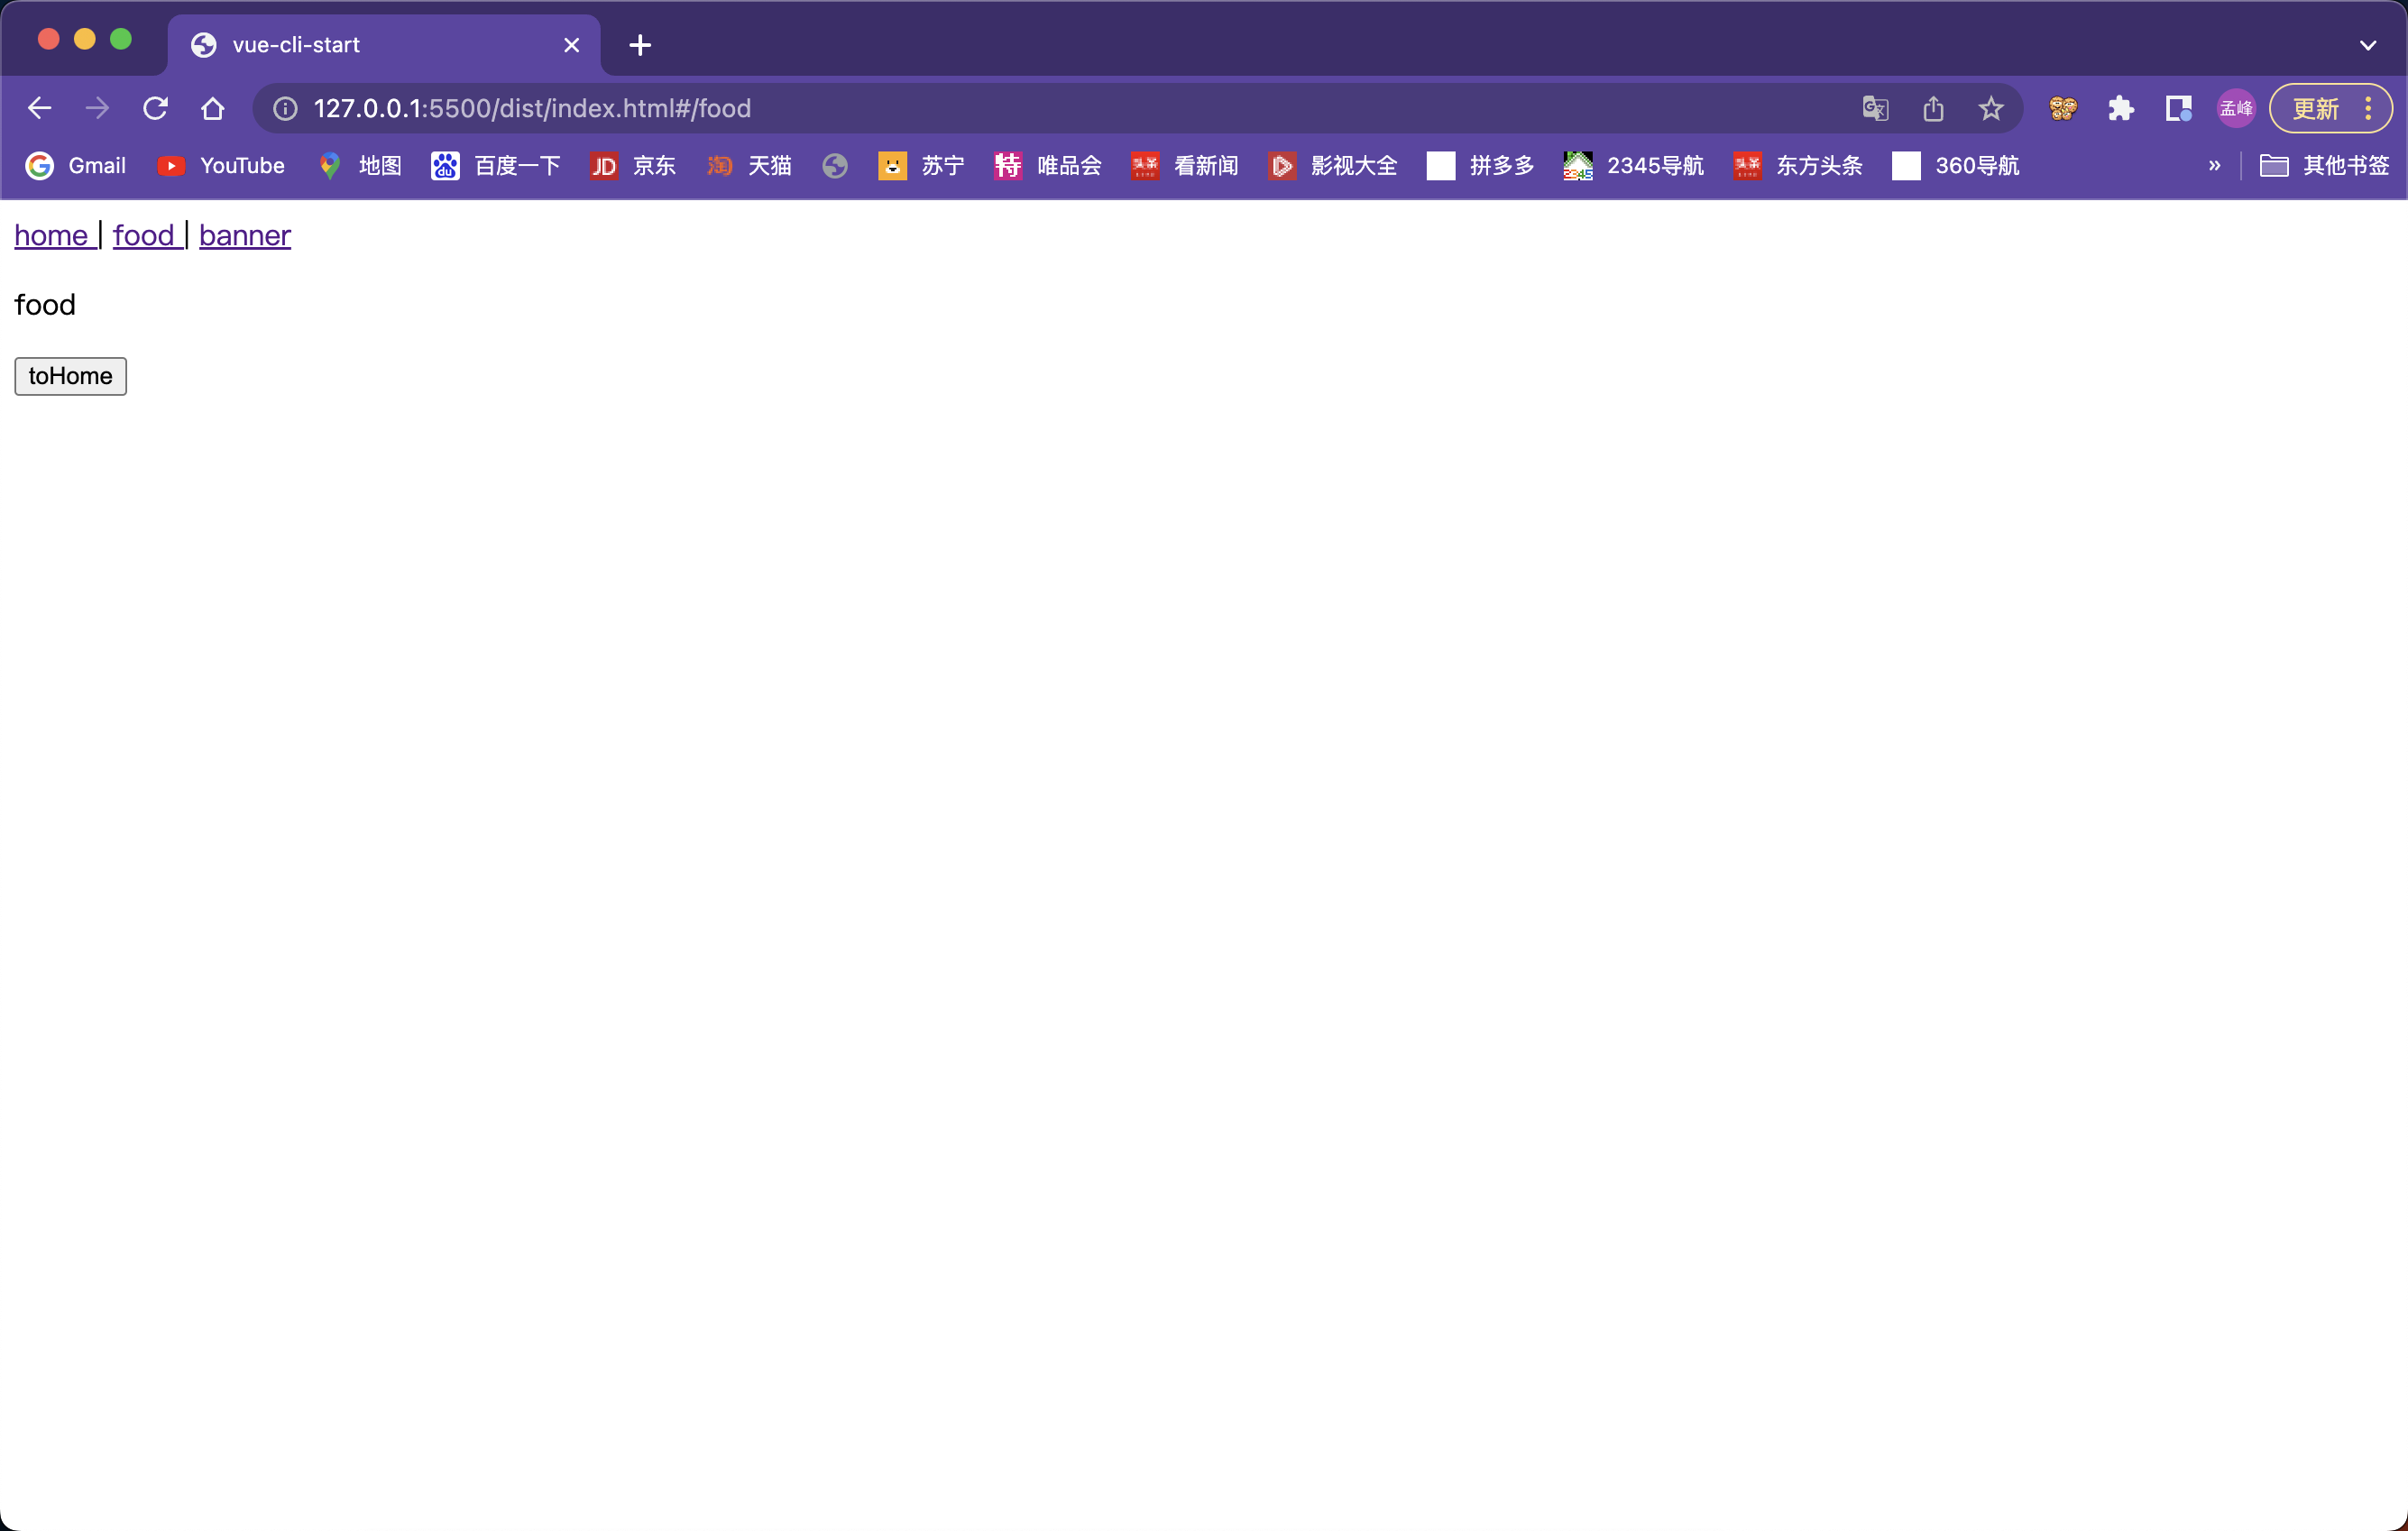 vue-cli-start
127.0.0.1:5500/dist/index.html#/food
孟峰 更新
Gmail YouTube 地图 百度一下 京东 天猫 苏宁 唯品会 看新闻 影视大全 拼多多 2345导航 东方头条 360导航 » 其他书签
home | food | banner
food
toHome